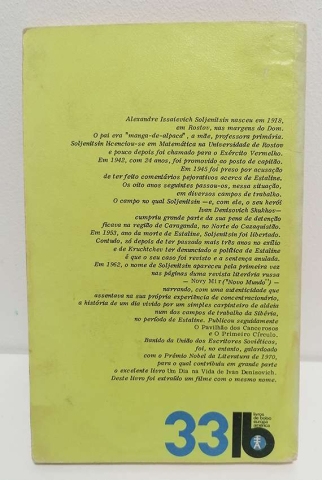 Alexandre Issaievich Soljenitsin nasceu em 1918,
em Rostov, nas margens do Dom.
O pai era "manga-de-alpaca", a mãe, professora primária.
Soljenitsin licenciou-se em Matemática na Universidade de Rostov
e pouco depois foi chamado para o Exército Vermelho.
Em 1942, com 24 anos, foi promovido ao posto de capitão.
Em 1945 foi preso por acusação
de ter feito comentários pejorativos acerca de Estaline.
Os oito anos seguintes passou-os, nessa situação,
em diversos campos de trabalho.
O campo no qual Soljenitsin —e, com ele, o seu herói
Ivan Denisovich Shukhov—
cumpriu grande parte da sua pena de detenção
ficava na região de Caraganda, no Norte do Casaquistão.
Em 1953, ano da morte de Estaline, Soljenitsin foi libertado.
Contudo, só depois de ter passado mais três anos no exílio
e de Kruchtchev ter denunciado a política de Estaline
é que o seu caso foi revisto e a sentença anulada.
Em 1962, o nome de Soljenitsin apareceu pela primeira vez
nas páginas duma revista literária russa
— Novy Mir ("Novo Mundo") —
narrando, com uma autenticidade que
assentava na sua própria experiência de concentracionário,
a história de um dia vivido por um simples carpinteiro de aldeia
num dos campos de trabalho da Sibéria,
no período de Estaline. Publicou seguidamente
O Pavilhão dos Cancerosos
e O Primeiro Círculo.
Banido da União dos Escritores Soviéticos,
foi, no entanto, galardoado
com o Prémio Nobel da Literatura de 1970,
para o qual contribuiu em grande parte
o excelente livro Um Dia na Vida de Ivan Denisovich.
Deste livro foi extraído um filme com o mesmo nome.
33 lb
livros
de bolso
europa
américa